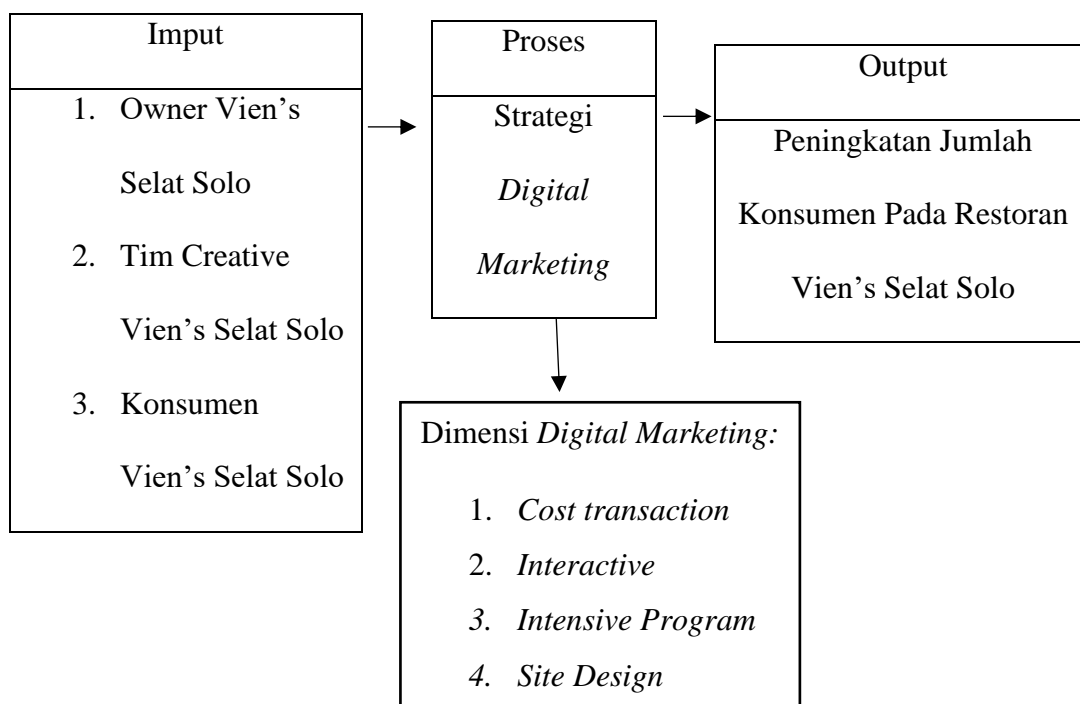 Imput
1. Owner Vien's
Selat Solo
2. Tim Creative
Vien's Selat Solo
3. Konsumen
Vien's Selat Solo
Proses
Strategi
Digital
Marketing
Output
Peningkatan Jumlah
Konsumen Pada Restoran
Vien's Selat Solo
Dimensi Digital Marketing:
1. Cost transaction
2. Interactive
3. Intensive Program
4. Site Design